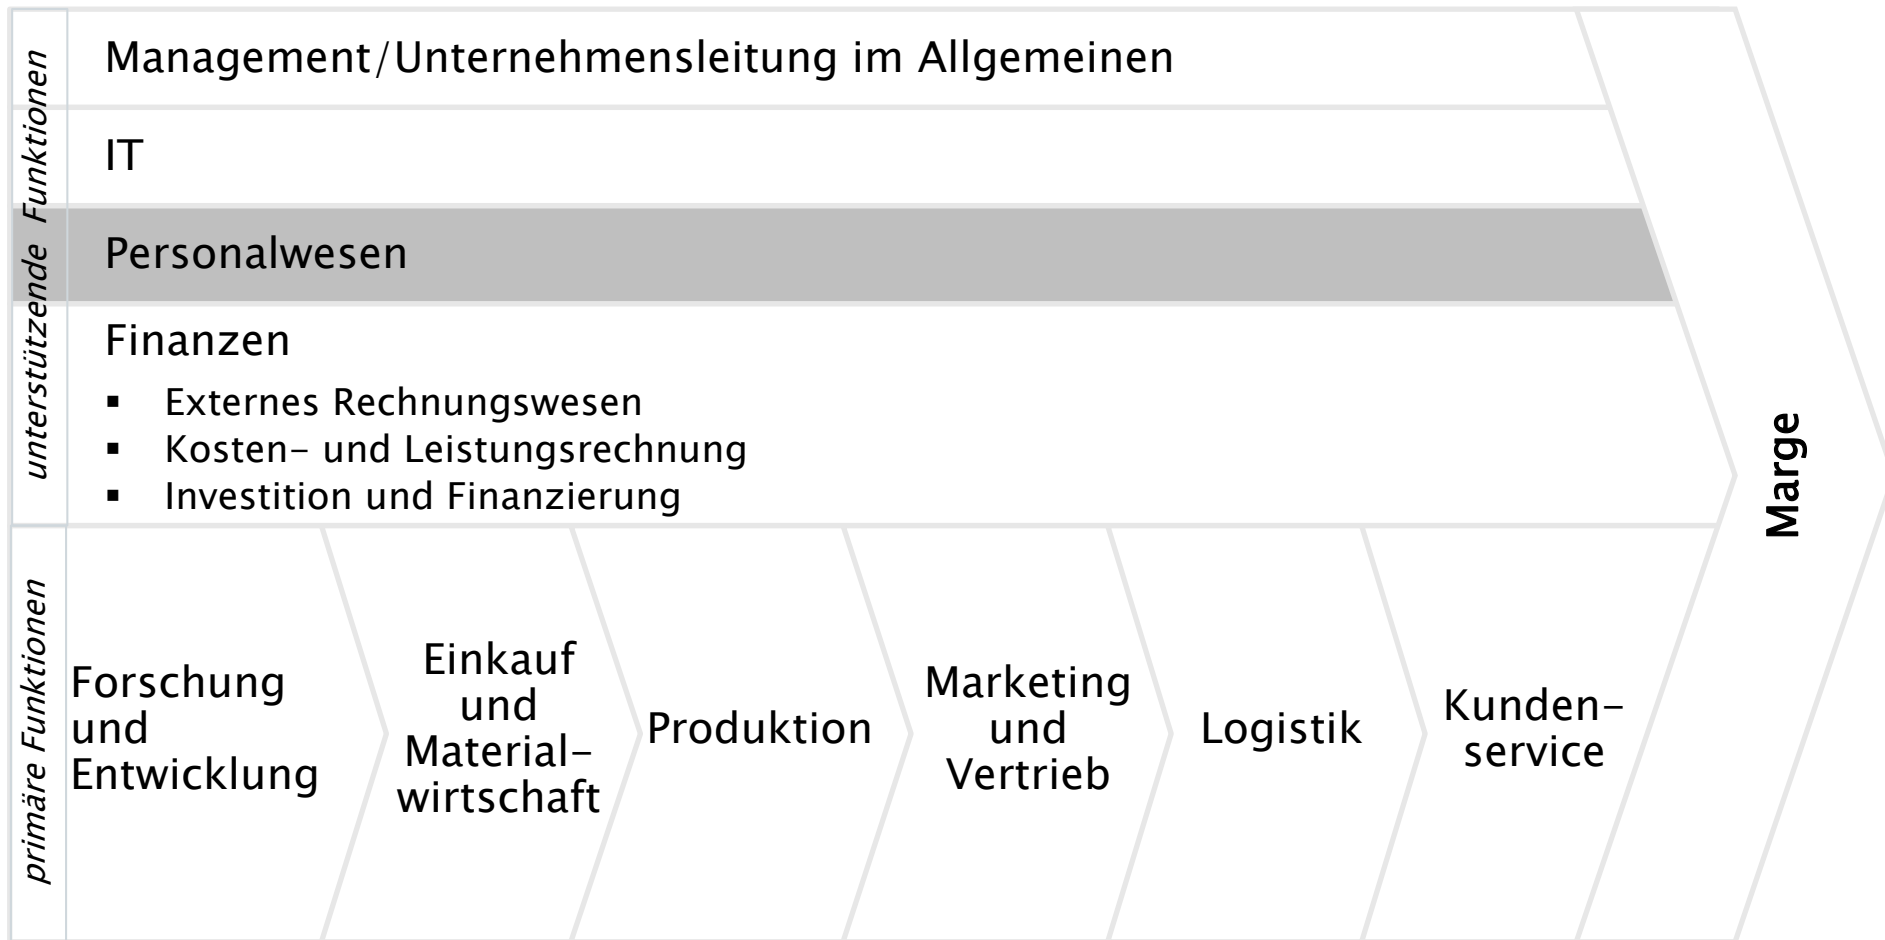 unterstützende Funktionen
Management/Unternehmensleitung im Allgemeinen
IT
Personalwesen
Finanzen
▪ Externes Rechnungswesen
▪ Kosten- und Leistungsrechnung
▪ Investition und Finanzierung
Marge
primäre Funktionen
Forschung
und
Entwicklung
Einkauf
und
Material-
wirtschaft
Produktion
Marketing
und
Vertrieb
Logistik
Kunden-
service